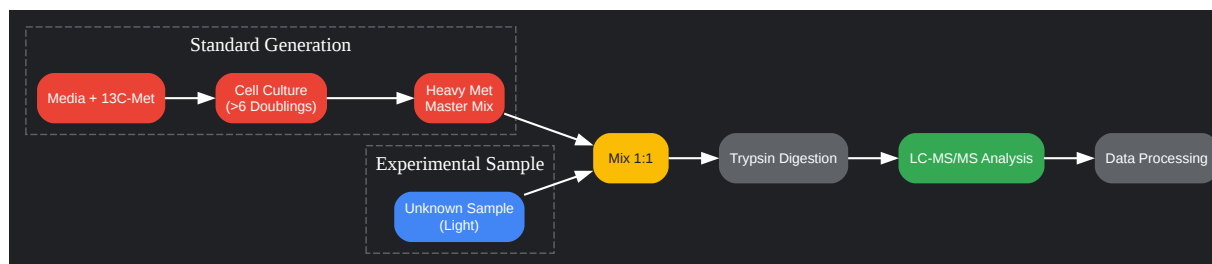 Standard Generation
Media + 13C-Met
Cell Culture
(>6 Doublings)
Heavy Met
Master Mix
Experimental Sample
Unknown Sample
(Light)
Mix 1:1
Trypsin Digestion
LC-MS/MS Analysis
Data Processing